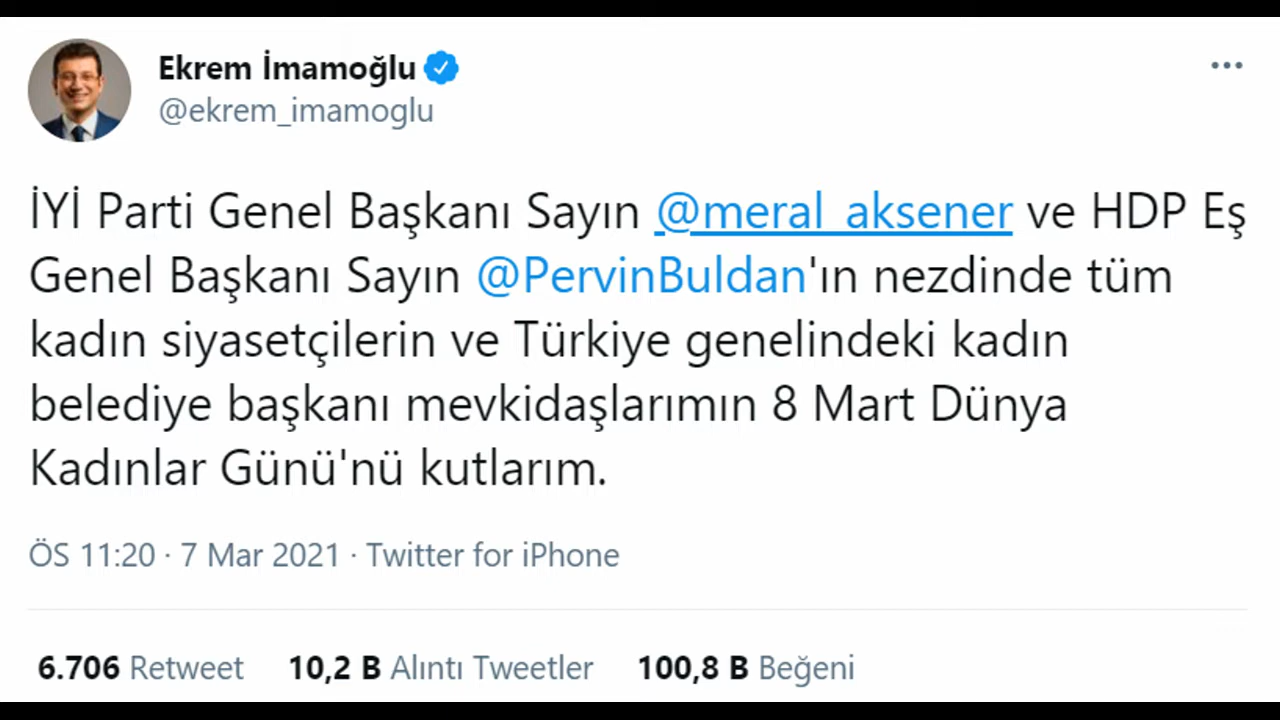 Ekrem İmamoğlu
@ekrem_imamoglu
İYİ Parti Genel Başkanı Sayın @meral_aksener ve HDP Eş
Genel Başkanı Sayın @PervinBuldan'ın nezdinde tüm
kadın siyasetçilerin ve Türkiye genelindeki kadın
belediye başkanı mevkidaşlarımın 8 Mart Dünya
Kadınlar Günü'nü kutlarım.
ÖS 11:20 · 7 Mar 2021 · Twitter for iPhone
6.706 Retweet 10,2 B Alıntı Tweetler 100,8 B Beğeni